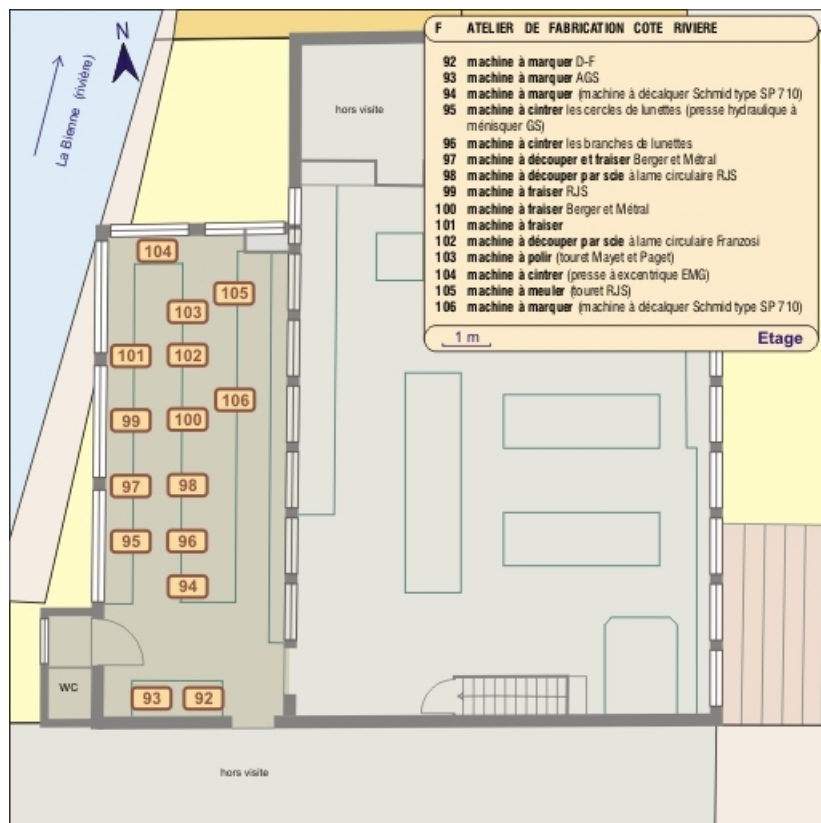 F ATELIER DE FABRICATION COTE RIVIERE
92 machine à marquer D-F
93 machine à marquer AGS
94 machine à marquer (machine à décalquer Schmid type SP 710)
95 machine à cintrer les cercles de lunettes (presse hydraulique à
ménisquer GS)
96 machine à cintrer les branches de lunettes
97 machine à découper et fraiser Berger et Métral
98 machine à découper par scie à lame circulaire RJS
99 machine à fraiser RJS
100 machine à fraiser Berger et Métral
101 machine à fraiser
102 machine à découper par scie à lame circulaire Franzosi
103 machine à polir (touret Mayet et Paget)
104 machine à cintrer (presse à excentrique EMG)
105 machine à meuler (touret RJS)
106 machine à marquer (machine à décalquer Schmid type SP 710)
1 m Etage
N
La Bienne (rivière)
hors visite
104
105
103
101 102
106
99 100
97 98
95 96
94
WC
93 92
hors visite